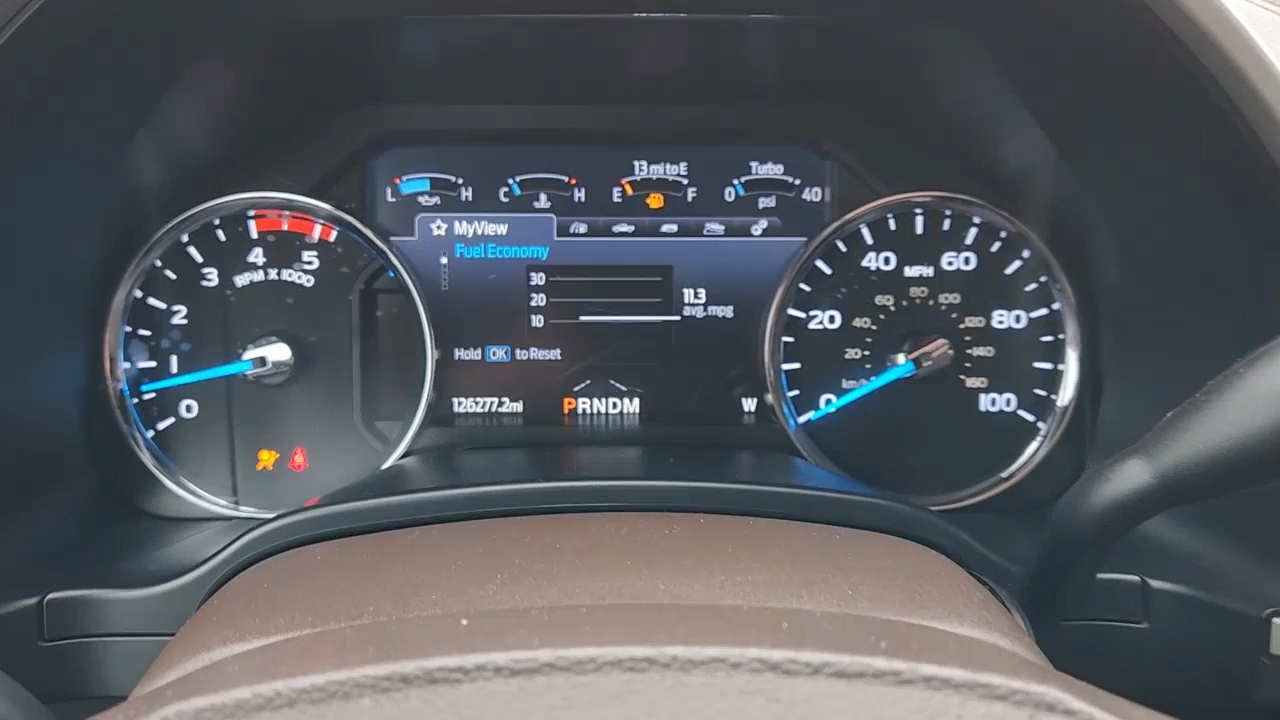 13 mi to E
Turbo
L H
C H
E F
0 40
psi
MyView
Fuel Economy
30
20
10
11.3
avg. mpg
Hold OK to Reset
126277.2 mi
PRNDM
W
0
1
2
3
4
5
RPM X 1000
0
20
40
60
80
100
MPH
km/h
20
40
60
80
100
120
140
160